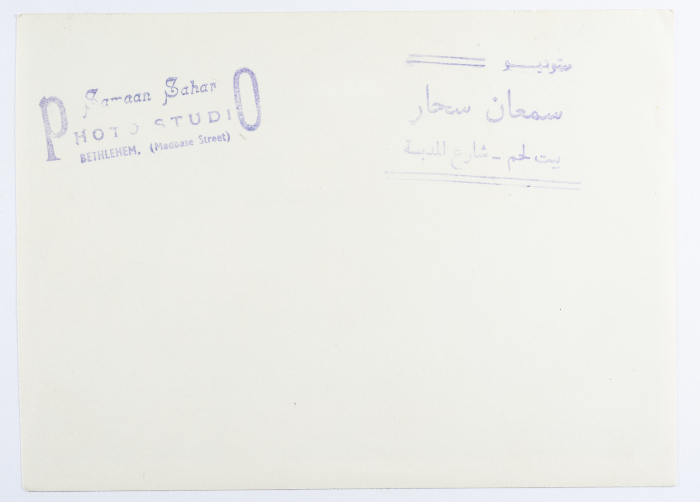 Samaan Sahar
PHOTO STUDIO
BETHLEHEM. (Madbase Street)
ستوديو
سمعان سحار
بيت لحم - شارع المدبسة